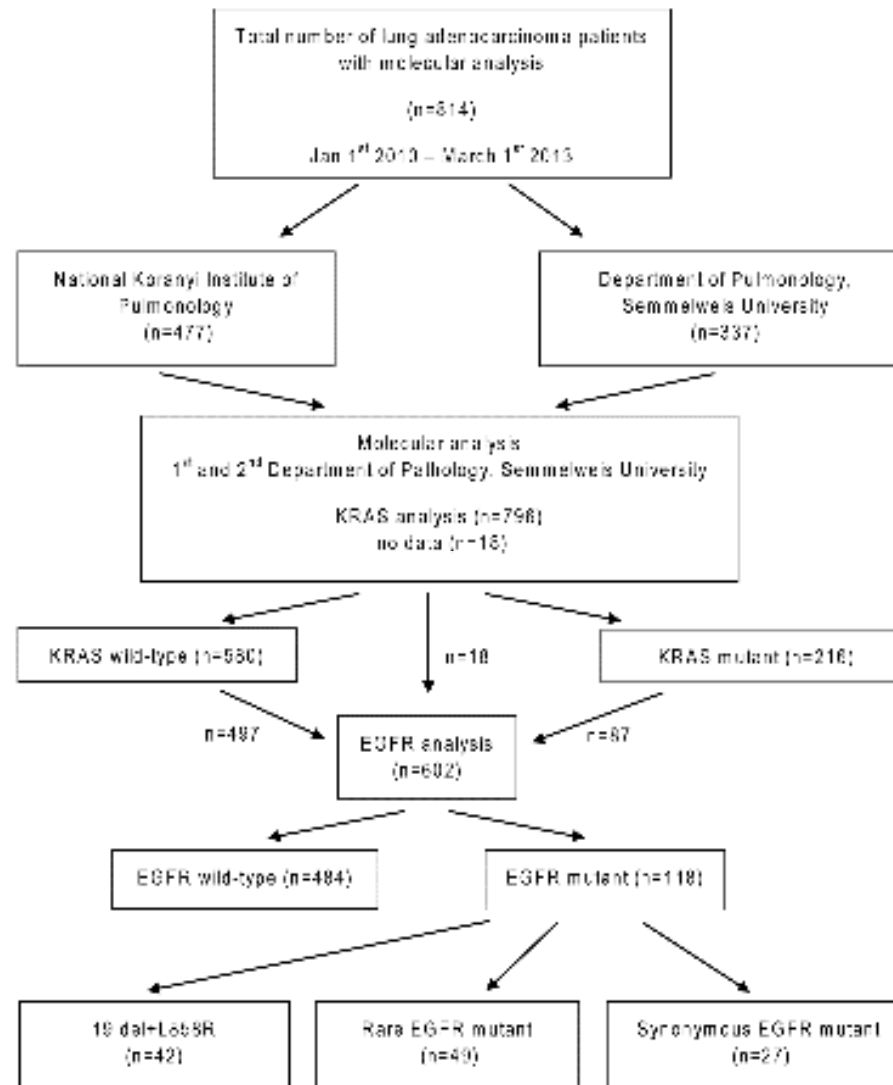 Total number of lung adenocarcinoma patients
with molecular analysis
(n=814)
Jan 1st 2010 – March 1st 2013
National Koranyi Institute of
Pulmonology
(n=477)
Department of Pulmonology,
Semmelweis University
(n=337)
Molecular analysis
1st and 2nd Department of Pathology, Semmelweis University
KRAS analysis (n=796)
no data (n=18)
KRAS wild-type (n=580)
n=18
KRAS mutant (n=216)
n=497
EGFR analysis
(n=602)
n=87
EGFR wild-type (n=484)
EGFR mutant (n=118)
19 del+L858R
(n=42)
Rare EGFR mutant
(n=49)
Synonymous EGFR mutant
(n=27)